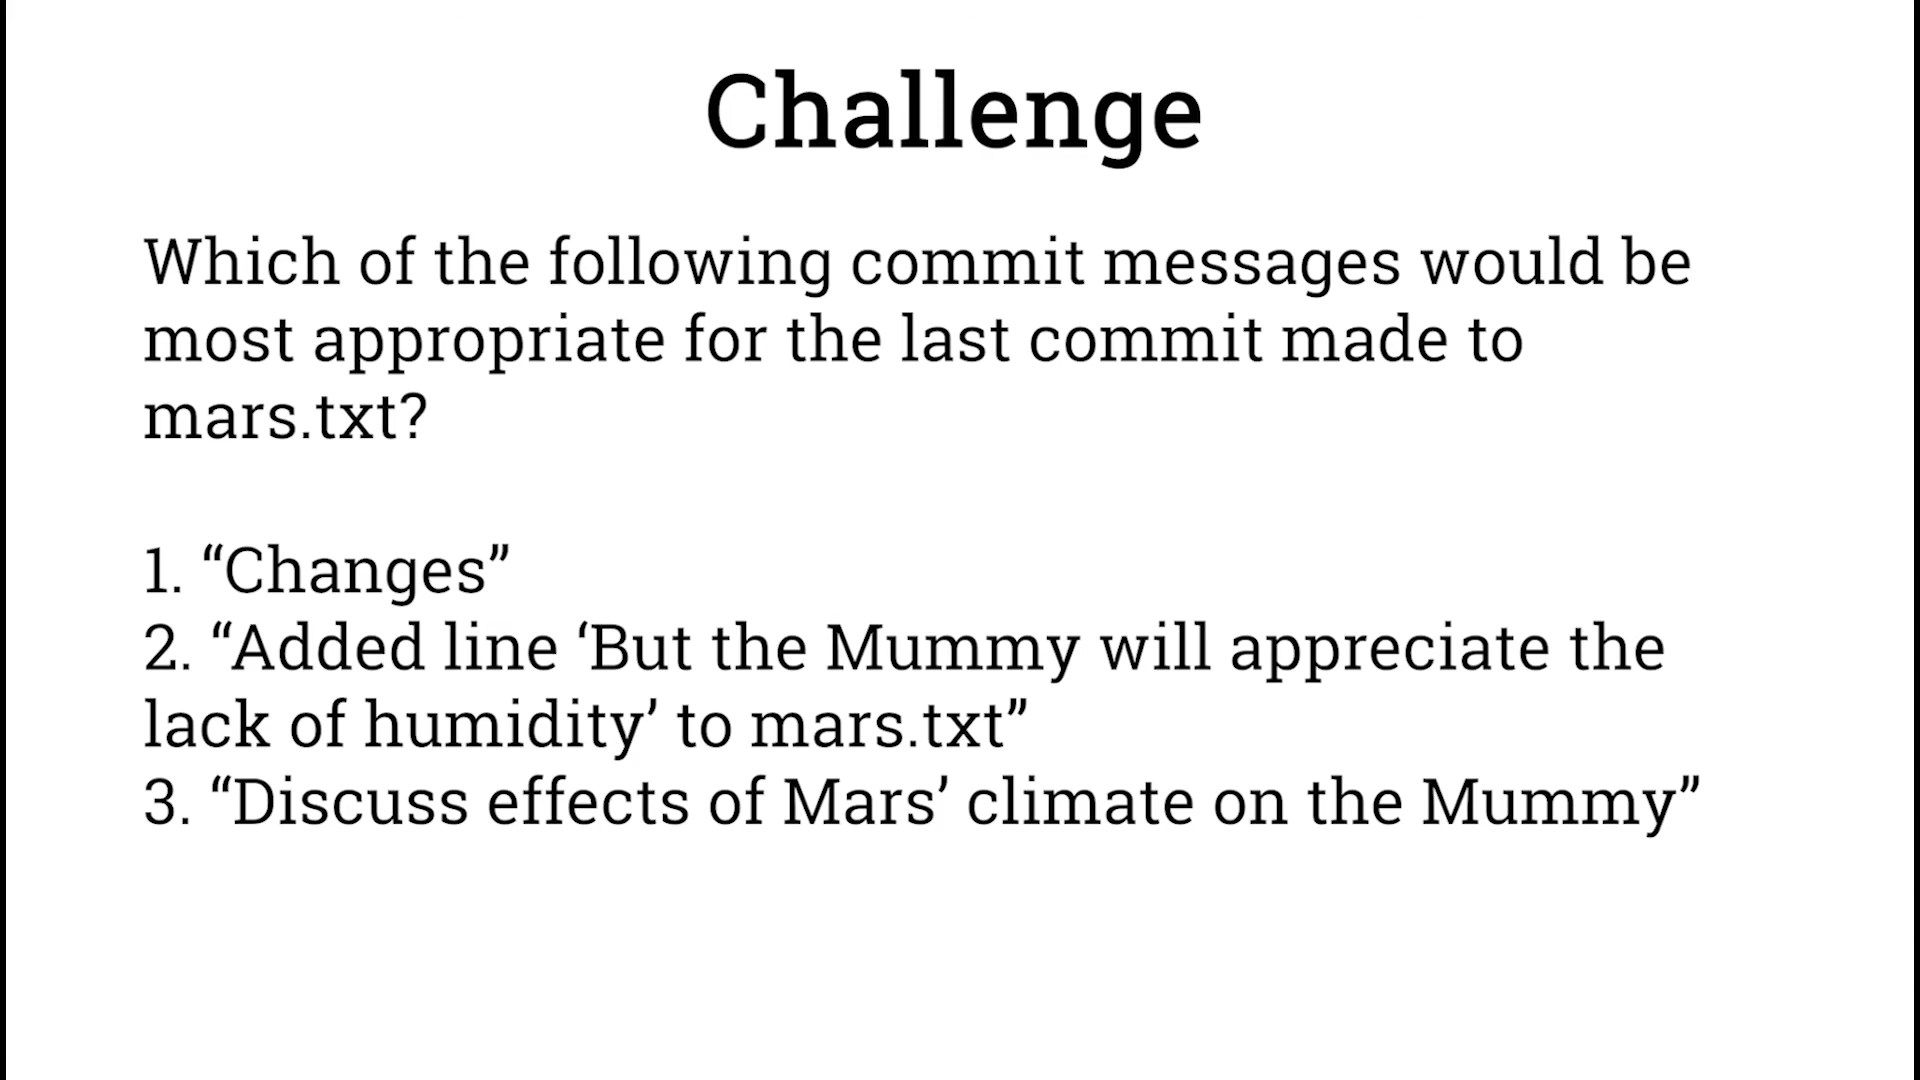 Challenge
Which of the following commit messages would be
most appropriate for the last commit made to
mars.txt?
1. “Changes”
2. “Added line ‘But the Mummy will appreciate the
lack of humidity’ to mars.txt”
3. “Discuss effects of Mars’ climate on the Mummy”